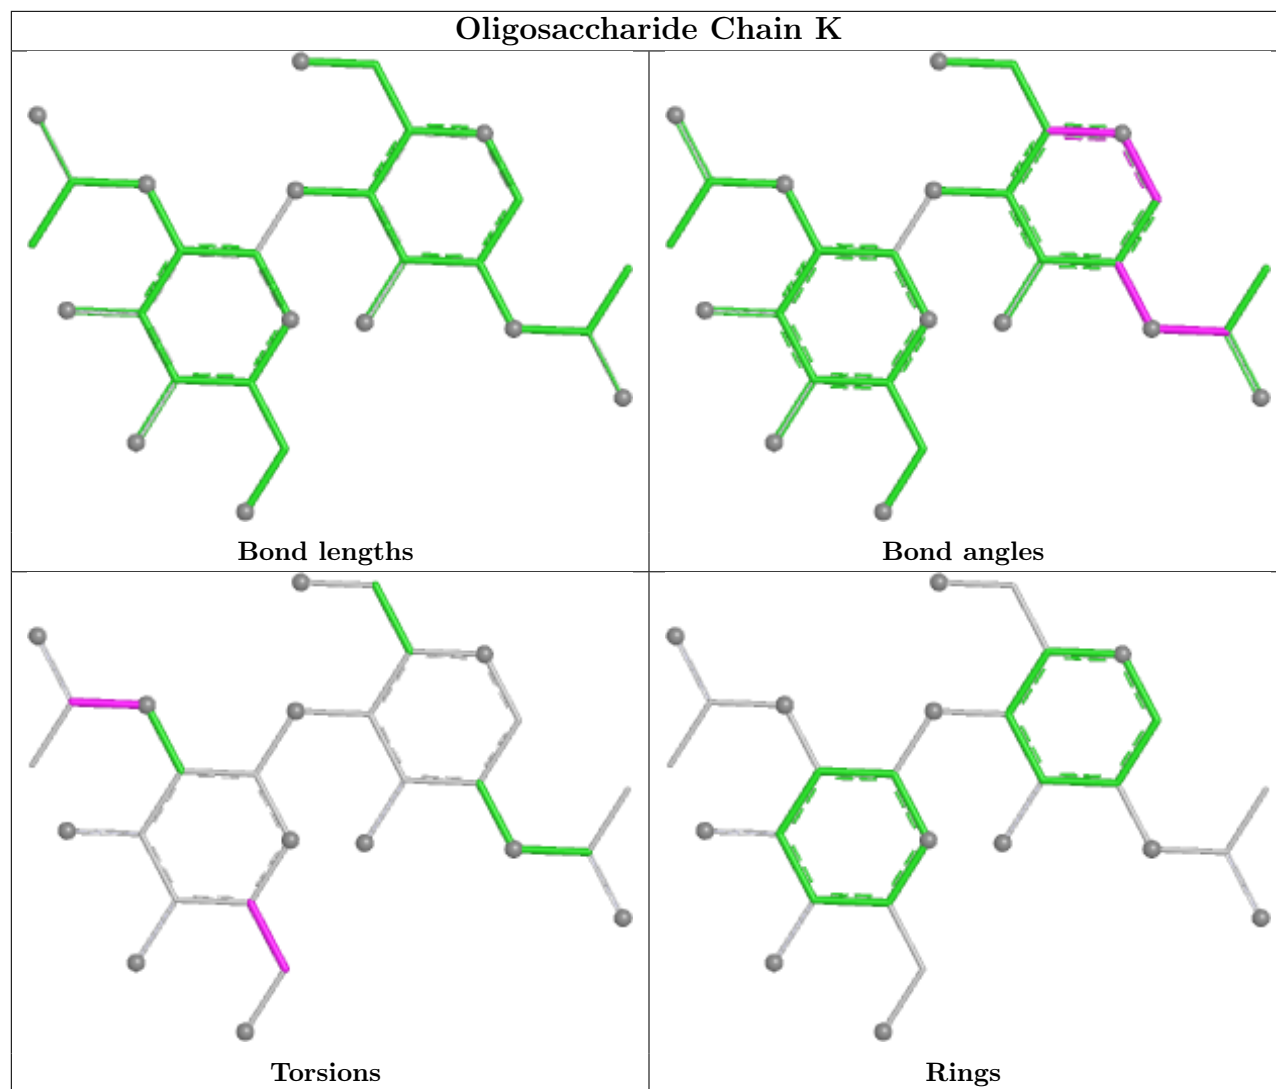 Oligosaccharide Chain K
Bond lengths
Bond angles
Torsions
Rings